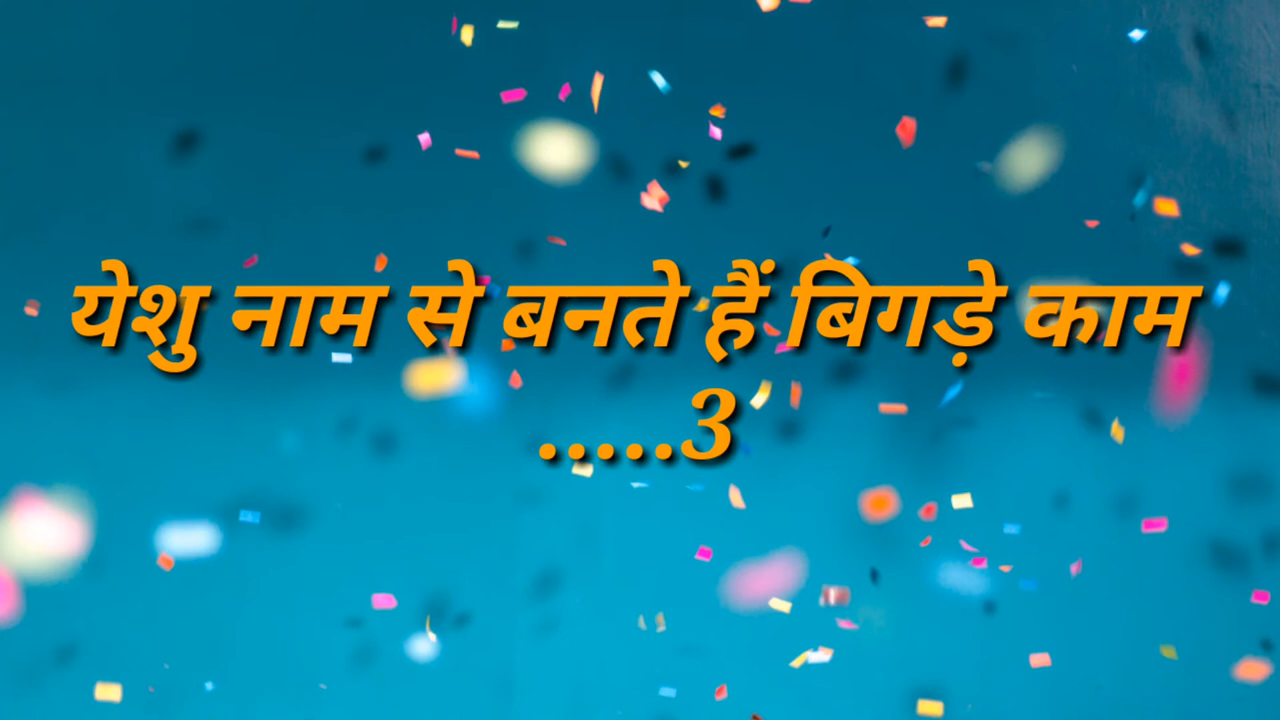 येशु नाम से बनते हैं बिगड़े काम
.....3